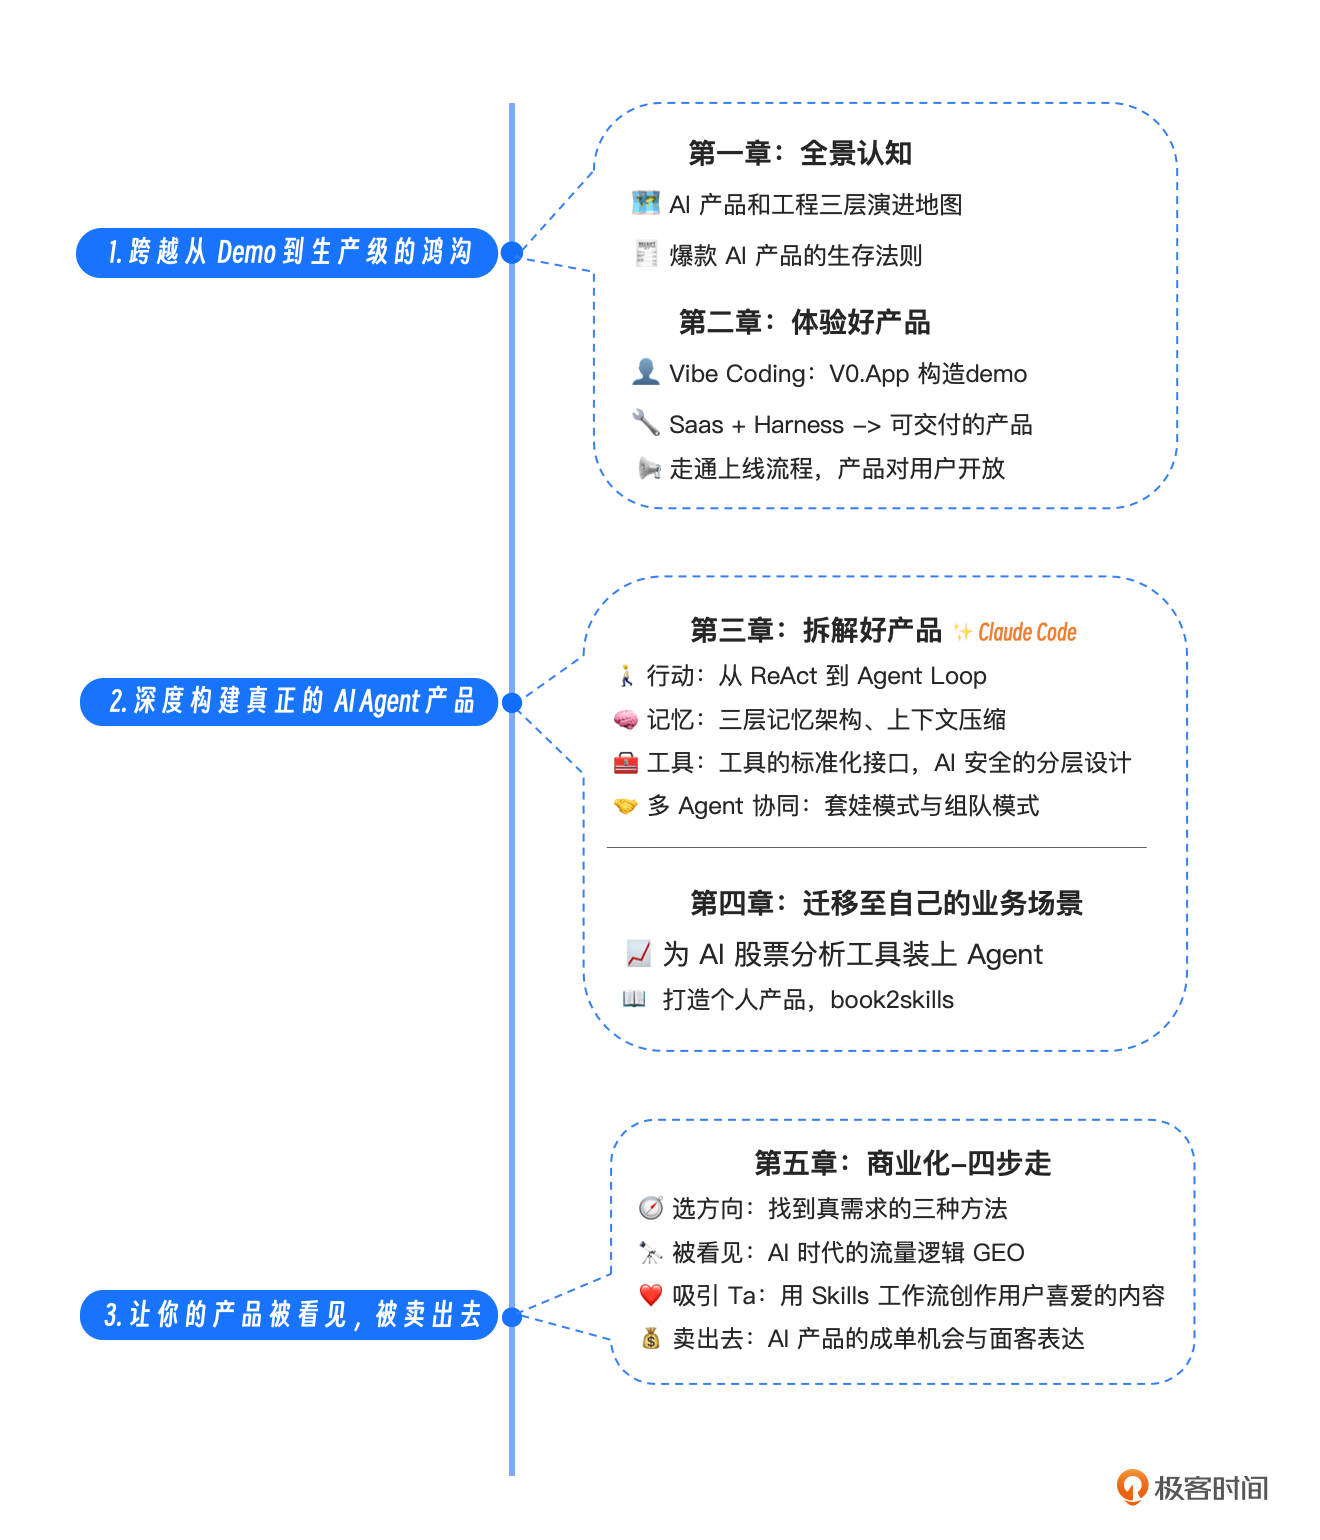 第一章：全景认知
AI 产品和工程三层演进地图
爆款 AI 产品的生存法则
1. 跨越从 Demo 到生产级的鸿沟
第二章：体验好产品
Vibe Coding：V0.App 构造demo
Saas + Harness -> 可交付的产品
走通上线流程，产品对用户开放
第三章：拆解好产品 ✨ Claude Code
行动：从 ReAct 到 Agent Loop
记忆：三层记忆架构、上下文压缩
工具：工具的标准化接口，AI 安全的分层设计
多 Agent 协同：套娃模式与组队模式
2. 深度构建真正的 AI Agent 产品
第四章：迁移至自己的业务场景
为 AI 股票分析工具装上 Agent
打造个人产品，book2skills
第五章：商业化-四步走
选方向：找到真需求的三种方法
被看见：AI 时代的流量逻辑 GEO
吸引 Ta：用 Skills 工作流创作用户喜爱的内容
卖出去：AI 产品的成单机会与面客表达
3. 让你的产品被看见，被卖出去
极客时间